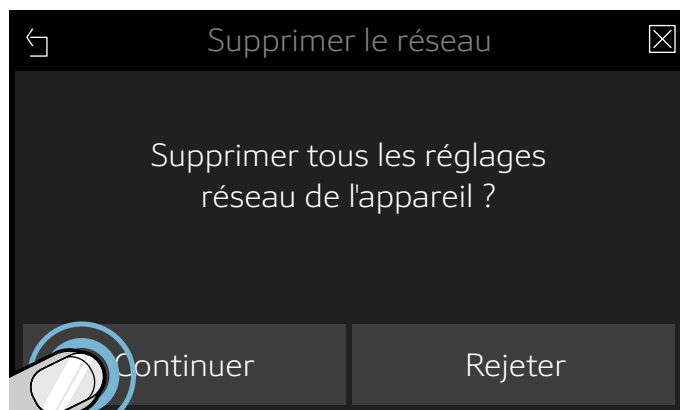 Supprimer le réseau
Supprimer tous les réglages
réseau de l'appareil ?
Continuer
Rejeter